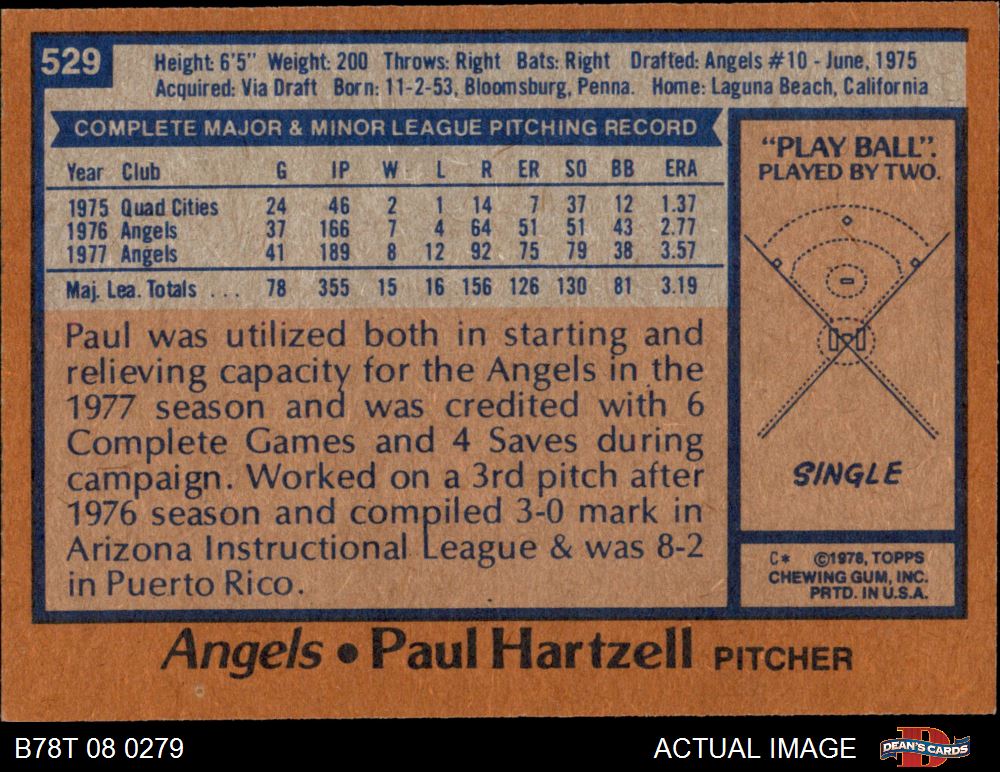 529
Height: 6'5" Weight: 200 Throws: Right Bats: Right Drafted: Angels #10 - June, 1975
Acquired: Via Draft Born: 11-2-53, Bloomsburg, Penna. Home: Laguna Beach, California
COMPLETE MAJOR & MINOR LEAGUE PITCHING RECORD
Year Club G IP W L R ER SO BB ERA
1975 Quad Cities 24 46 2 1 14 7 37 12 1.37
1976 Angels 37 166 7 4 64 51 51 43 2.77
1977 Angels 41 189 8 12 92 75 79 38 3.57
Maj. Lea. Totals ... 78 355 15 16 156 126 130 81 3.19
Paul was utilized both in starting and
relieving capacity for the Angels in the
1977 season and was credited with 6
Complete Games and 4 Saves during
campaign. Worked on a 3rd pitch after
1976 season and compiled 3-0 mark in
Arizona Instructional League & was 8-2
in Puerto Rico.
"PLAY BALL".
PLAYED BY TWO.
SINGLE
C* ©1978, TOPPS
CHEWING GUM, INC.
PRTD. IN U.S.A.
Angels • Paul Hartzell PITCHER
B78T 08 0279 ACTUAL IMAGE DEAN'S CARDS